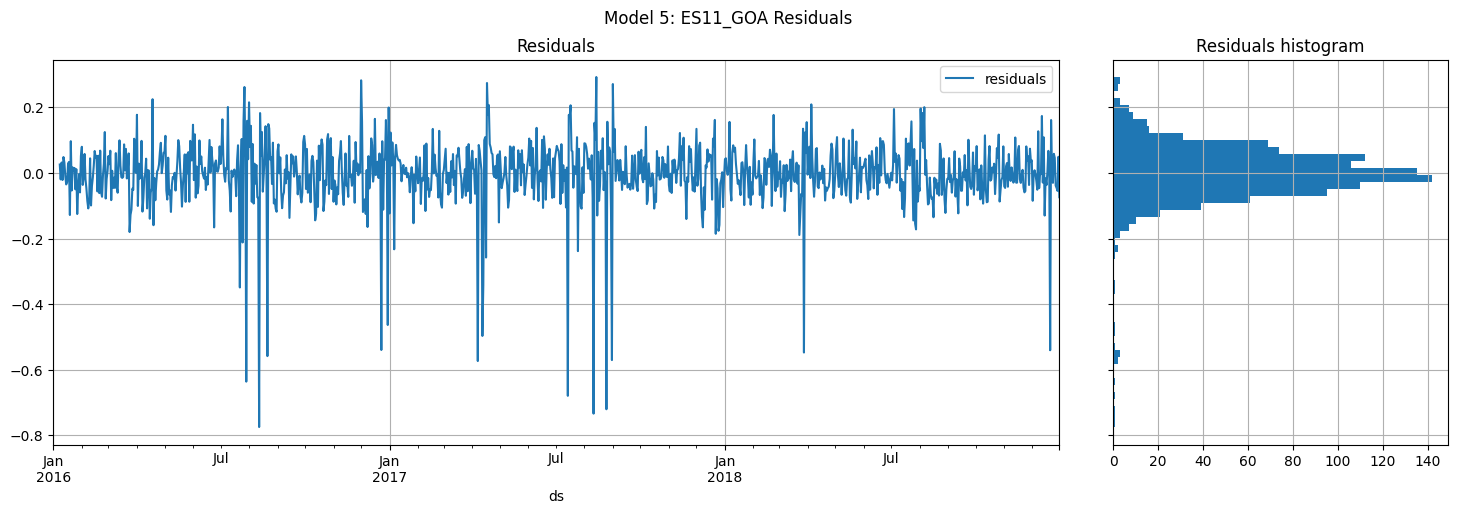 Model 5: ES11_GOA Residuals
Residuals
Residuals histogram
residuals
0.2
0.0
−0.2
−0.4
−0.6
−0.8
Jan
2016
Jul
Jan
2017
Jul
Jan
2018
Jul
ds
0 20 40 60 80 100 120 140